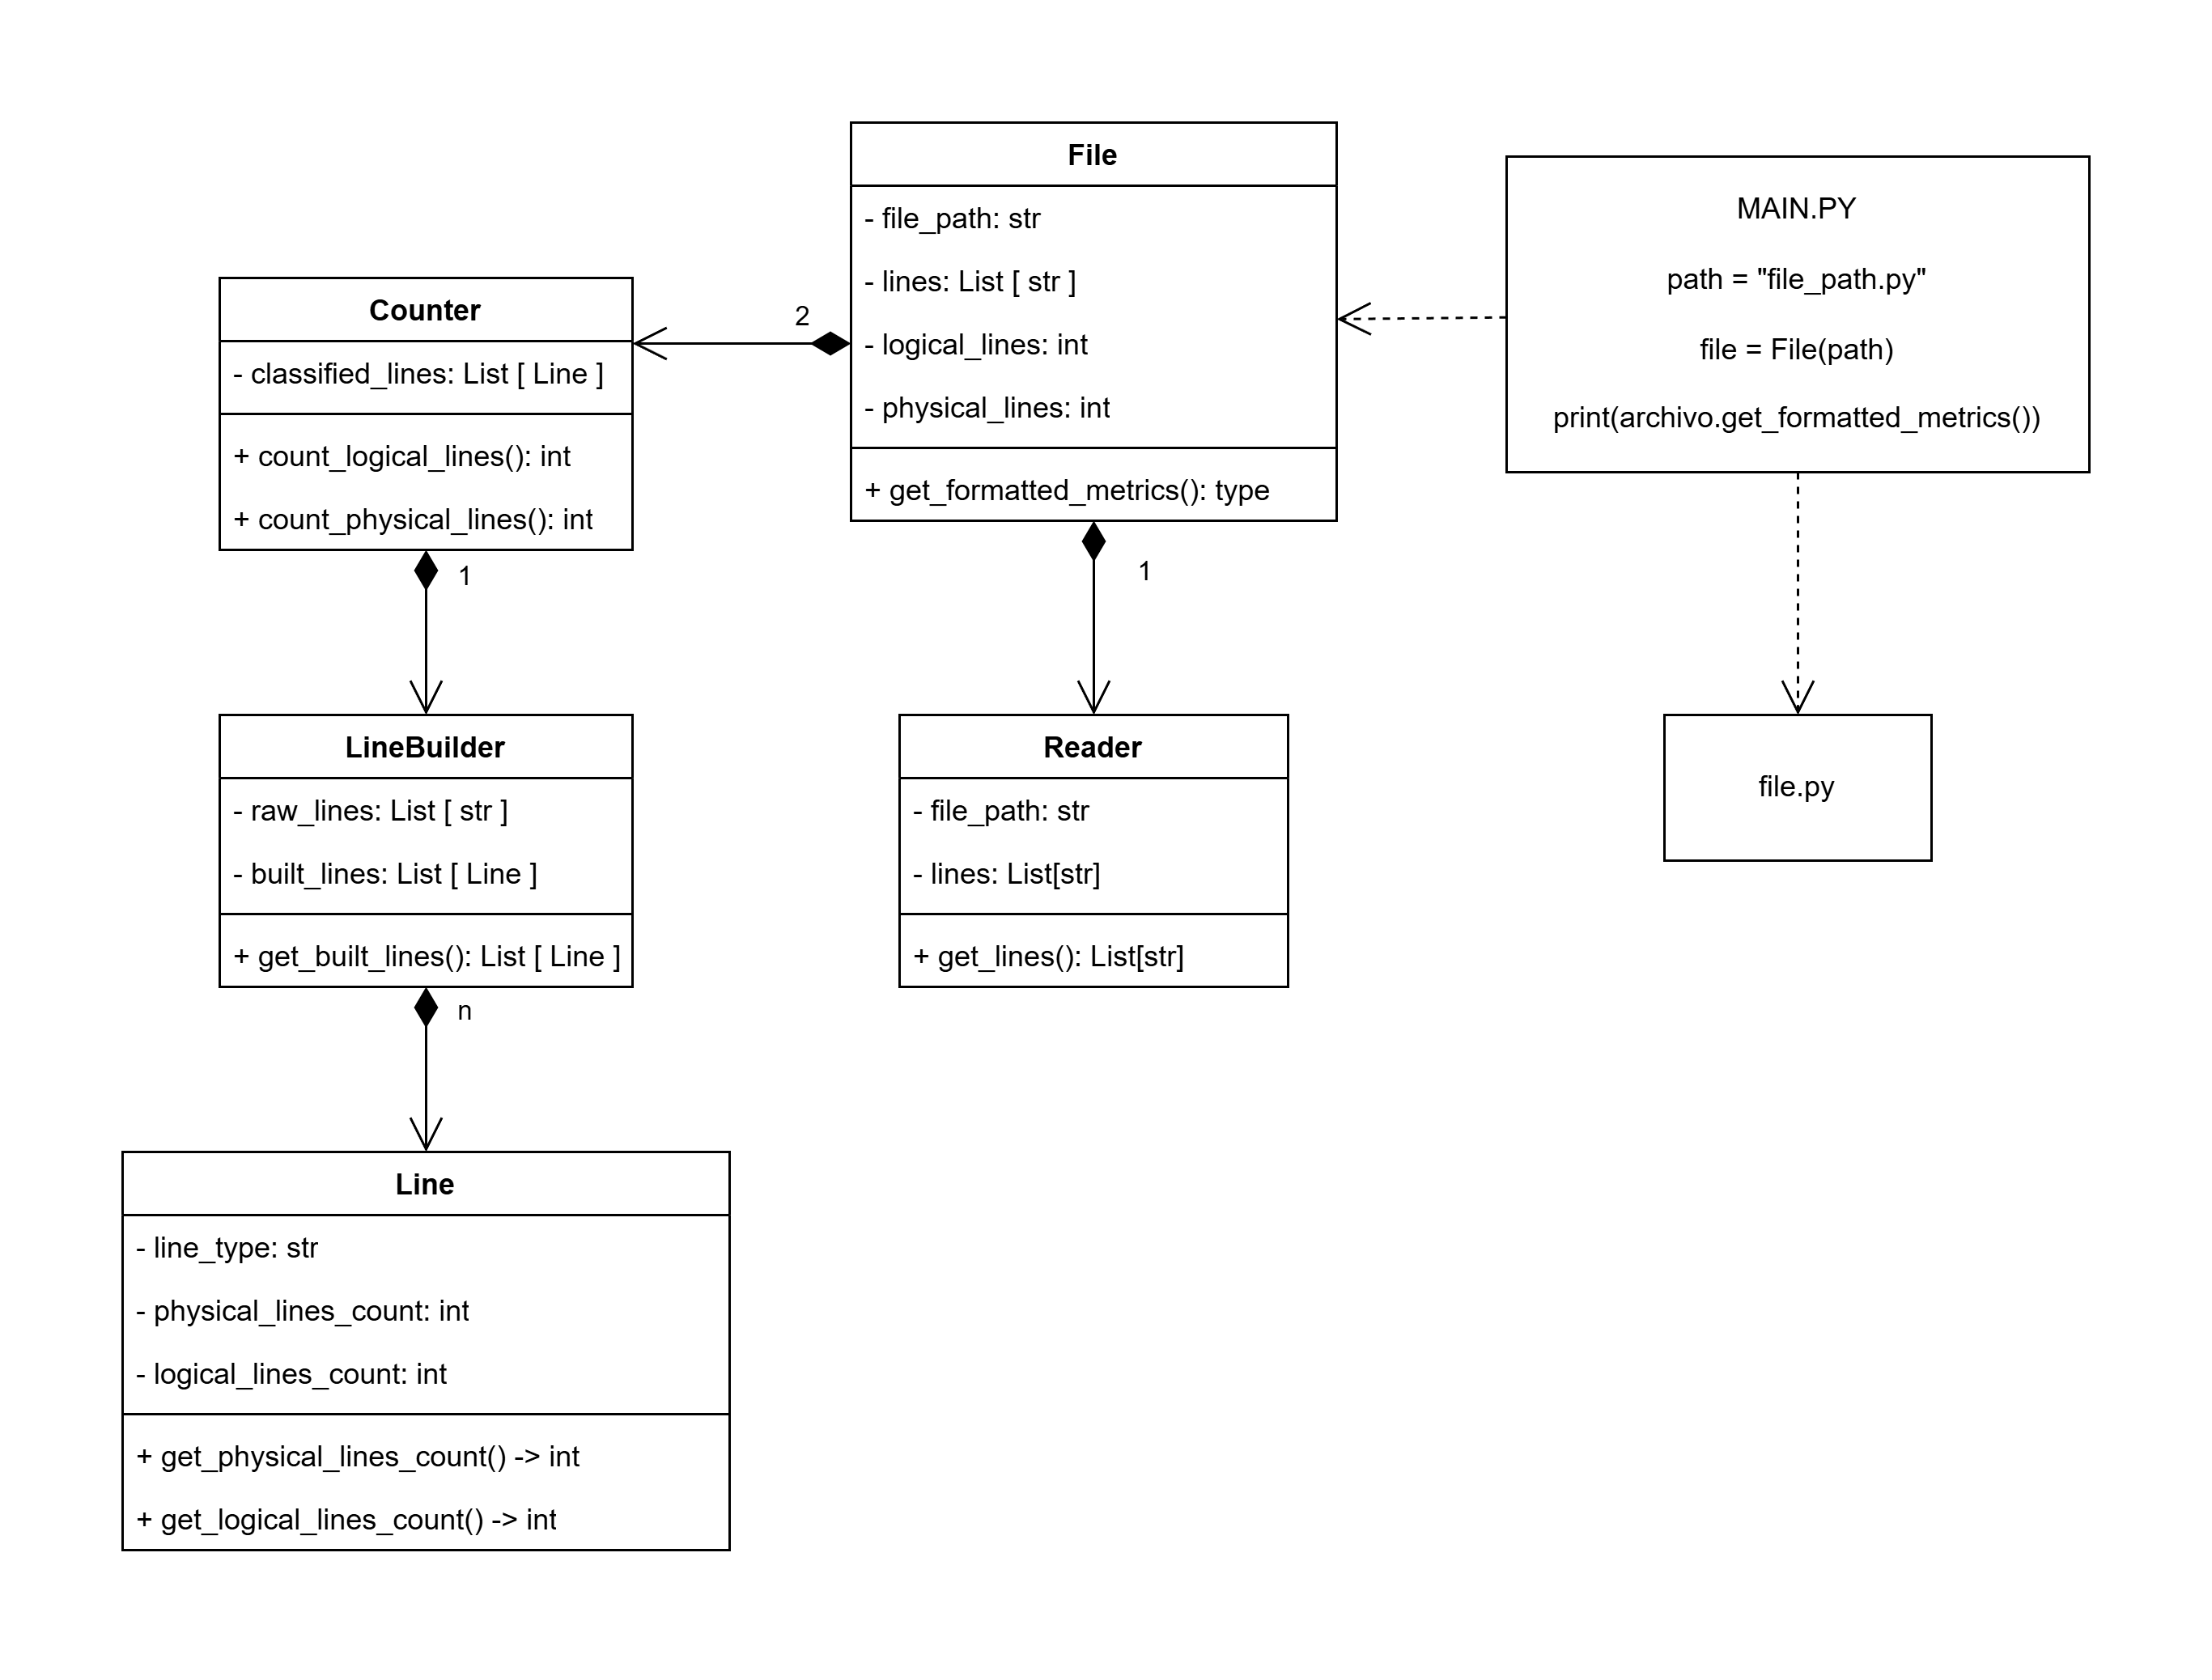 File
- file_path: str
- lines: List [ str ]
- logical_lines: int
- physical_lines: int
+ get_formatted_metrics(): type
MAIN.PY
path = "file_path.py"
file = File(path)
print(archivo.get_formatted_metrics())
Counter
- classified_lines: List [ Line ]
+ count_logical_lines(): int
+ count_physical_lines(): int
2
1
1
LineBuilder
- raw_lines: List [ str ]
- built_lines: List [ Line ]
+ get_built_lines(): List [ Line ]
Reader
- file_path: str
- lines: List[str]
+ get_lines(): List[str]
file.py
n
Line
- line_type: str
- physical_lines_count: int
- logical_lines_count: int
+ get_physical_lines_count() -> int
+ get_logical_lines_count() -> int